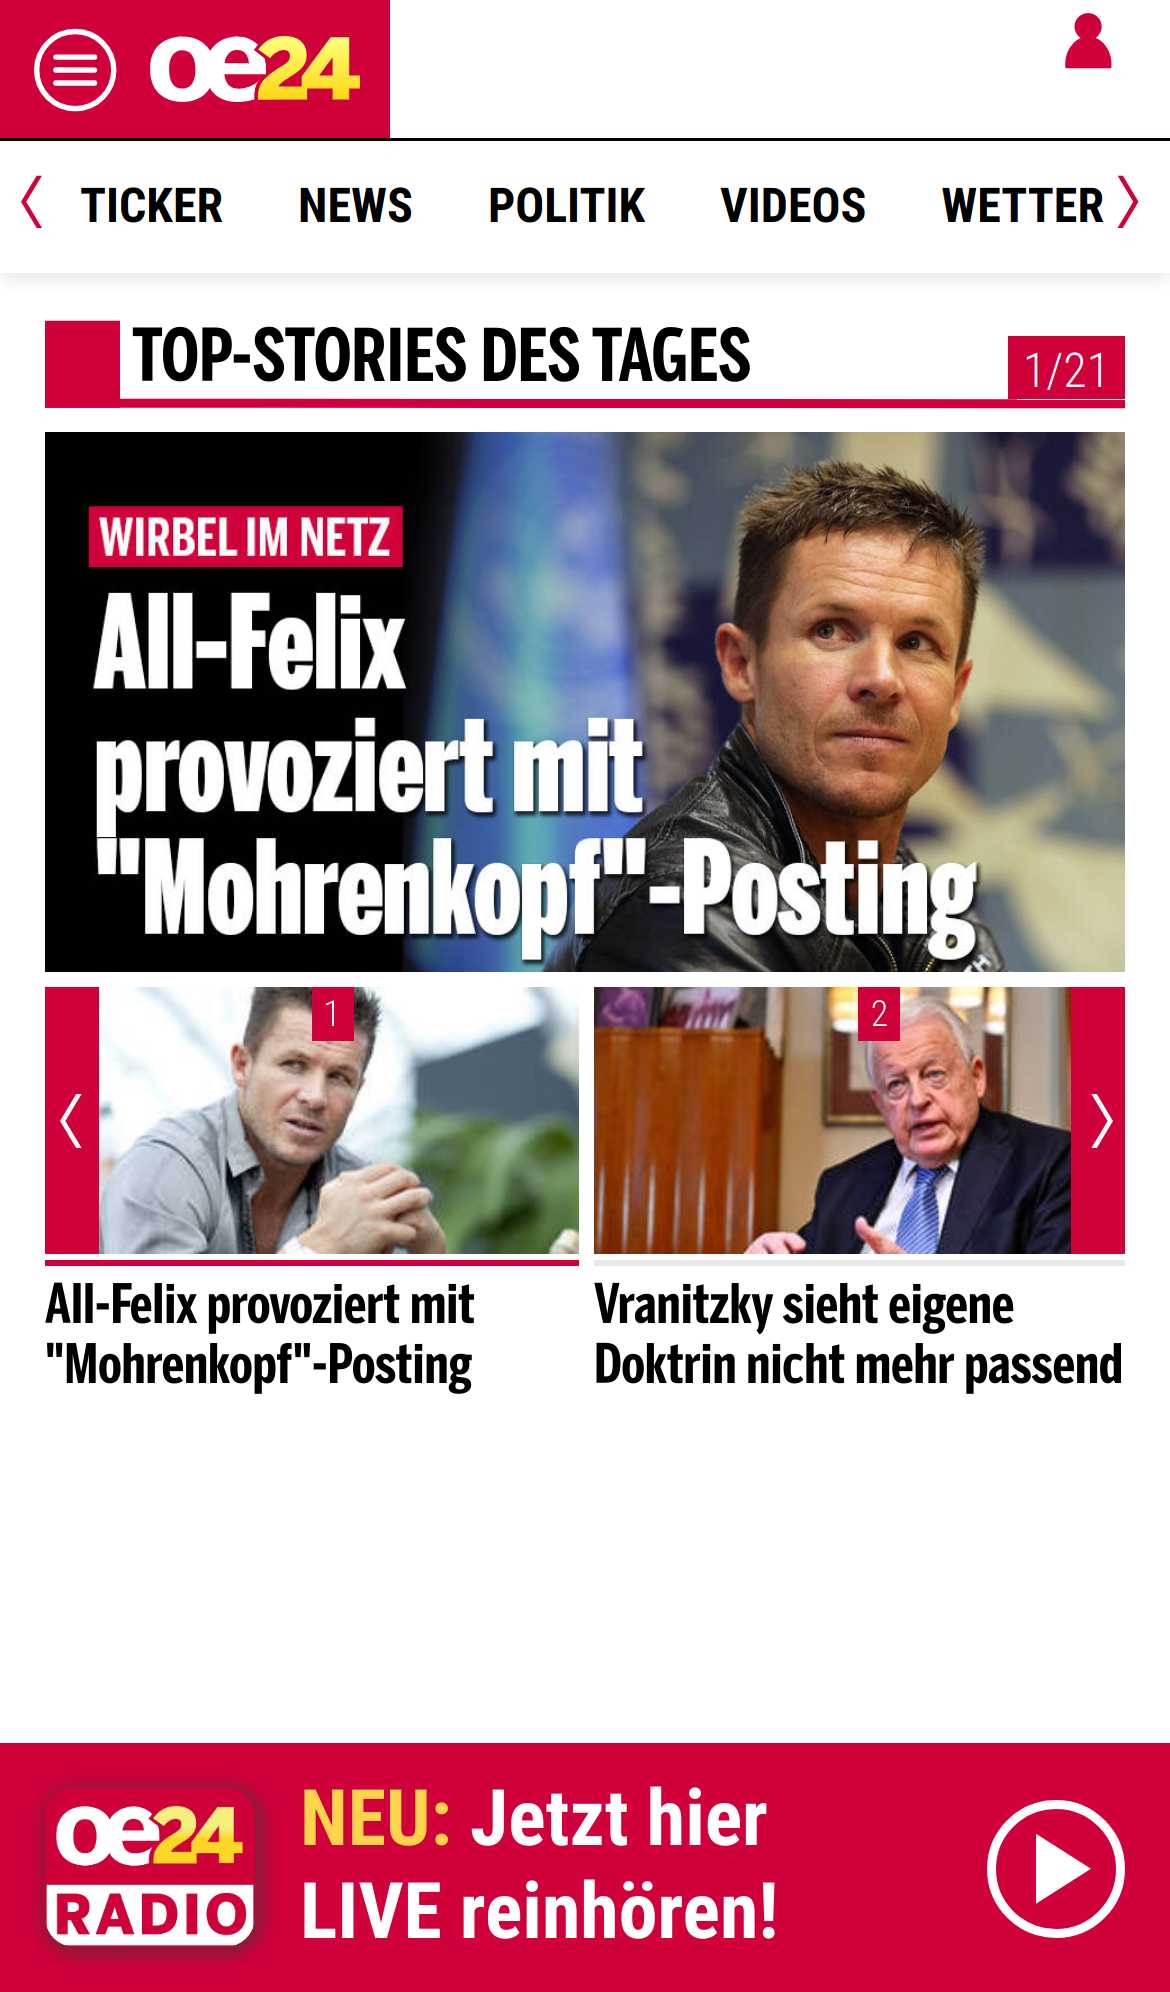 oe24
TICKER NEWS POLITIK VIDEOS WETTER
TOP-STORIES DES TAGES
1/21
WIRBEL IM NETZ
All-Felix
provoziert mit
"Mohrenkopf"-Posting
1
2
All-Felix provoziert mit
"Mohrenkopf"-Posting
Vranitzky sieht eigene
Doktrin nicht mehr passend
oe24
RADIO
NEU: Jetzt hier
LIVE reinhören!